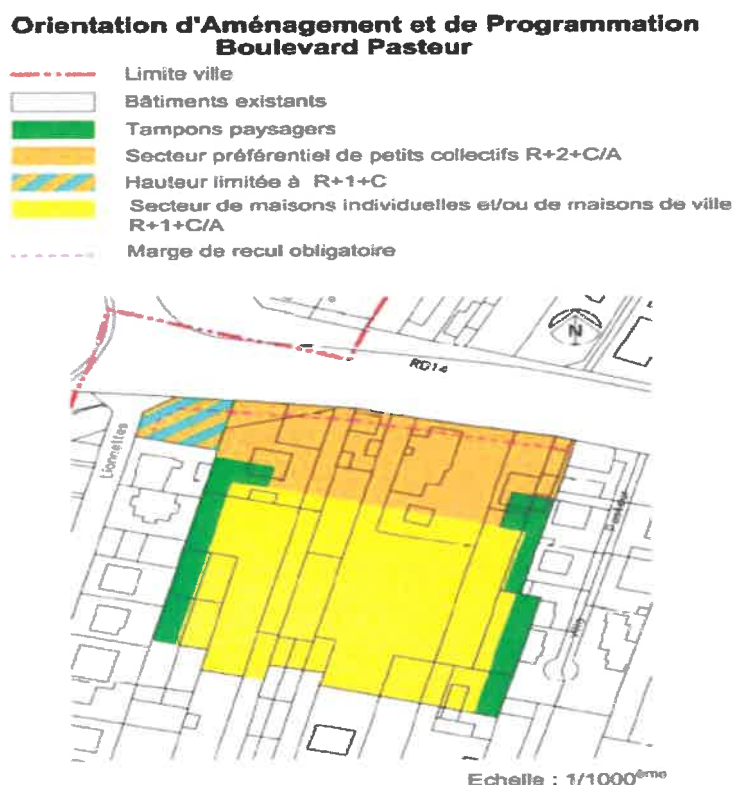 Orientation d'Aménagement et de Programmation
Boulevard Pasteur
Limite ville
Bâtiments existants
Tampons paysagers
Secteur préférentiel de petits collectifs R+2+C/A
Hauteur limitée à R+1+C
Secteur de maisons individuelles et/ou de maisons de ville
R+1+C/A
Marge de recul obligatoire
N
RD14
Lionnettes
Echelle : 1/1000ème